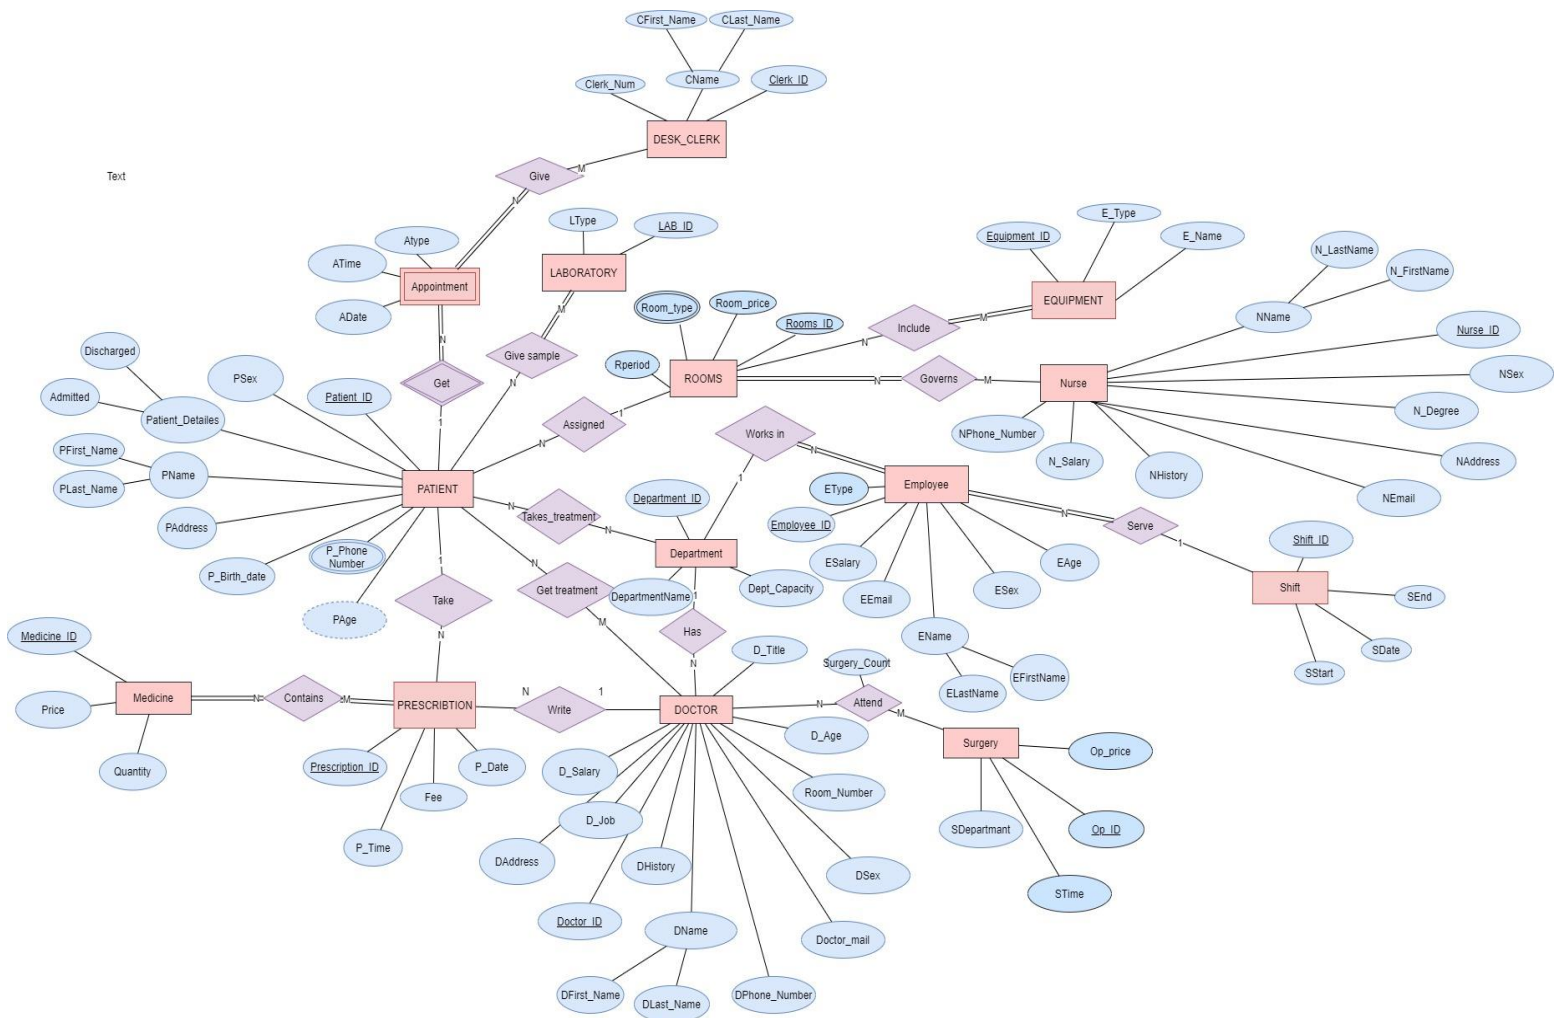 CFirst_Name
CLast_Name
Clerk_Num
CName
Clerk_ID
DESK_CLERK
Text
Give
M
N
LType
LAB_ID
Atype
ATime
Appointment
ADate
LABORATORY
M
Give sample
N
N
Get
1
Equipment_ID
E_Type
E_Name
EQUIPMENT
Include
M
N
Room_type
Room_price
Rooms_ID
Rperiod
ROOMS
N
Governs
M
Nurse
N_LastName
N_FirstName
NName
Nurse_ID
NSex
N_Degree
NAddress
NEmail
NHistory
N_Salary
NPhone_Number
Discharged
Admitted
Patient_Detailes
PSex
Patient_ID
PFirst_Name
PLast_Name
PName
PAddress
P_Birth_date
P_Phone
Number
PAge
PATIENT
N
Assigned
1
N
Takes_treatment
N
N
Get treatment
M
1
Take
N
Works in
1
N
Department_ID
Department
DepartmentName
Dept_Capacity
1
Has
N
Employee
EType
Employee_ID
ESalary
EEmail
ESex
EAge
EName
ELastName
EFirstName
N
Serve
1
Shift_ID
Shift
SEnd
SDate
SStart
Medicine_ID
Medicine
Price
Quantity
N
Contains
M
PRESCRIBTION
Prescription_ID
P_Time
Fee
P_Date
N
Write
1
DOCTOR
D_Title
D_Age
Room_Number
D_Salary
D_Job
DAddress
DHistory
Doctor_ID
DName
DFirst_Name
DLast_Name
DPhone_Number
Doctor_mail
DSex
Surgery_Count
N
Attend
M
Surgery
Op_price
SDepartmant
Op_ID
STime